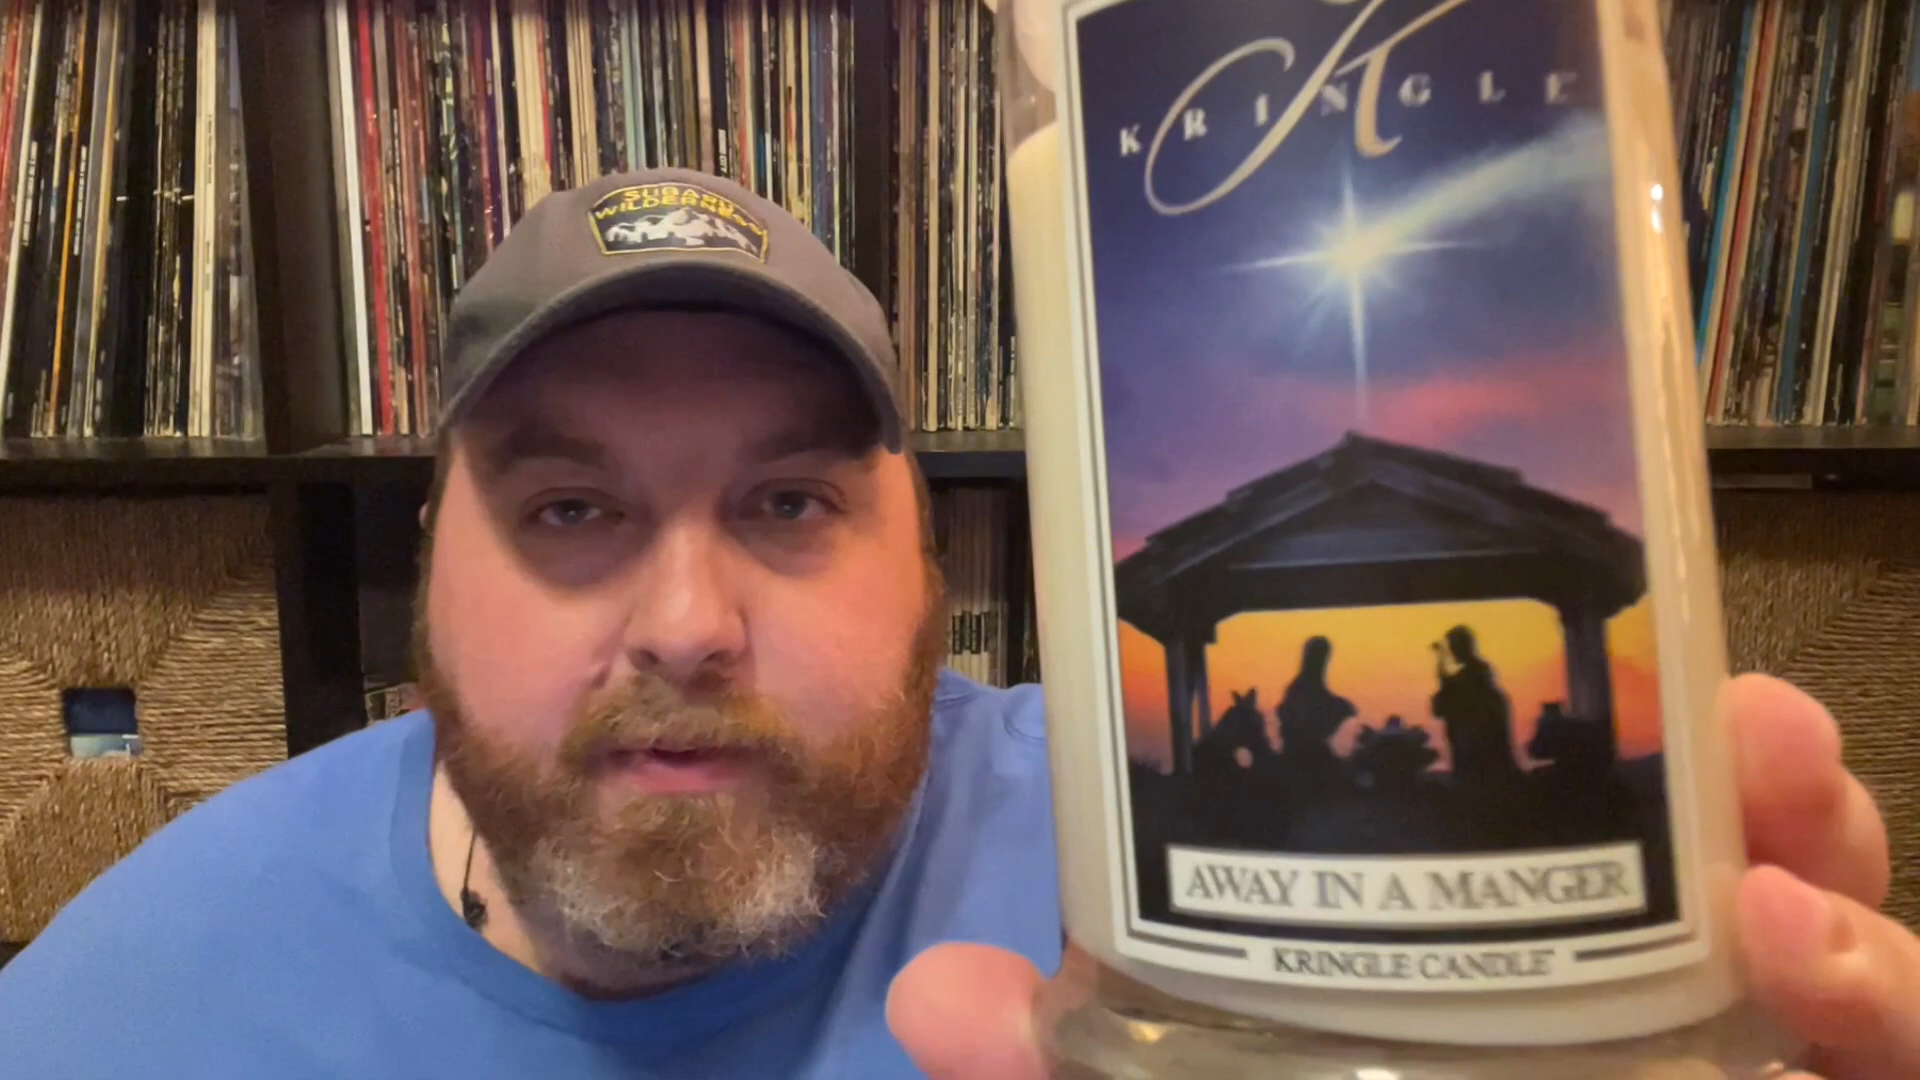 SUBARU
WILDERNESS
K
KRINGLE
AWAY IN A MANGER
KRINGLE CANDLE